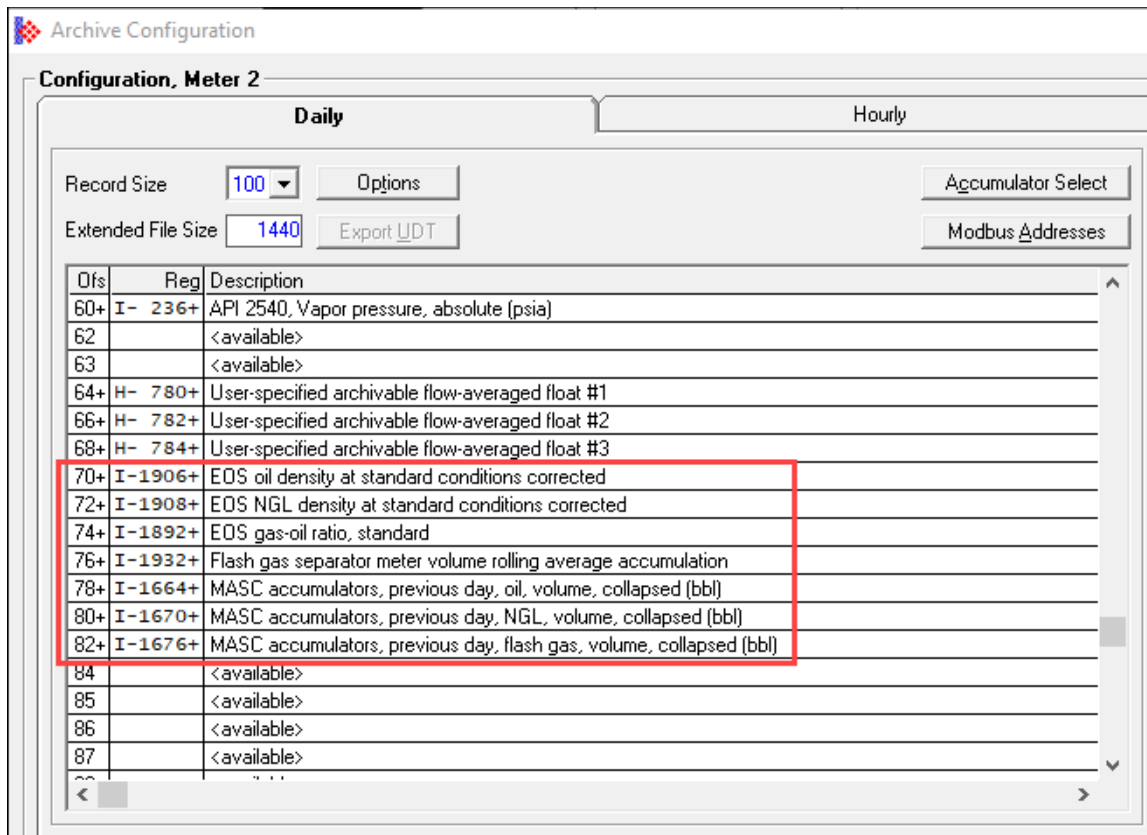 Archive Configuration
Configuration, Meter 2
Daily Hourly
Record Size 100 Options Accumulator Select
Extended File Size 1440 Export UDT Modbus Addresses
Ofs Reg Description
60+ I- 236+ API 2540, Vapor pressure, absolute (psia)
62 <available>
63 <available>
64+ H- 780+ User-specified archivable flow-averaged float #1
66+ H- 782+ User-specified archivable flow-averaged float #2
68+ H- 784+ User-specified archivable flow-averaged float #3
70+ I-1906+ EOS oil density at standard conditions corrected
72+ I-1908+ EOS NGL density at standard conditions corrected
74+ I-1892+ EOS gas-oil ratio, standard
76+ I-1932+ Flash gas separator meter volume rolling average accumulation
78+ I-1664+ MASC accumulators, previous day, oil, volume, collapsed (bbl)
80+ I-1670+ MASC accumulators, previous day, NGL, volume, collapsed (bbl)
82+ I-1676+ MASC accumulators, previous day, flash gas, volume, collapsed (bbl)
84 <available>
85 <available>
86 <available>
87 <available>